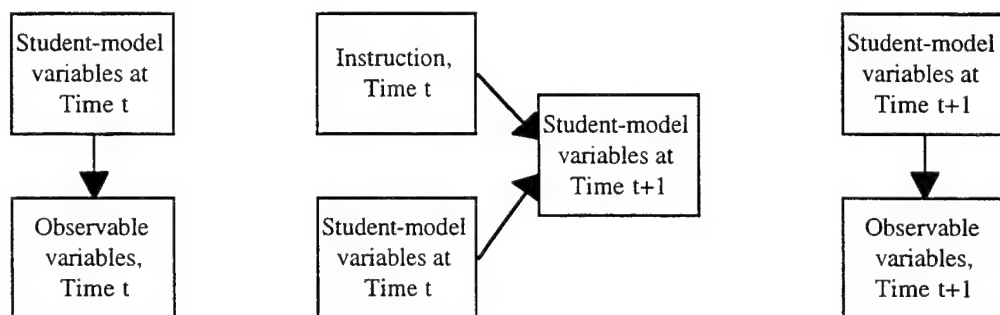 Student-model
variables at
Time t
Observable
variables,
Time t
Instruction,
Time t
Student-model
variables at
Time t
Student-model
variables at
Time t+1
Student-model
variables at
Time t+1
Observable
variables,
Time t+1